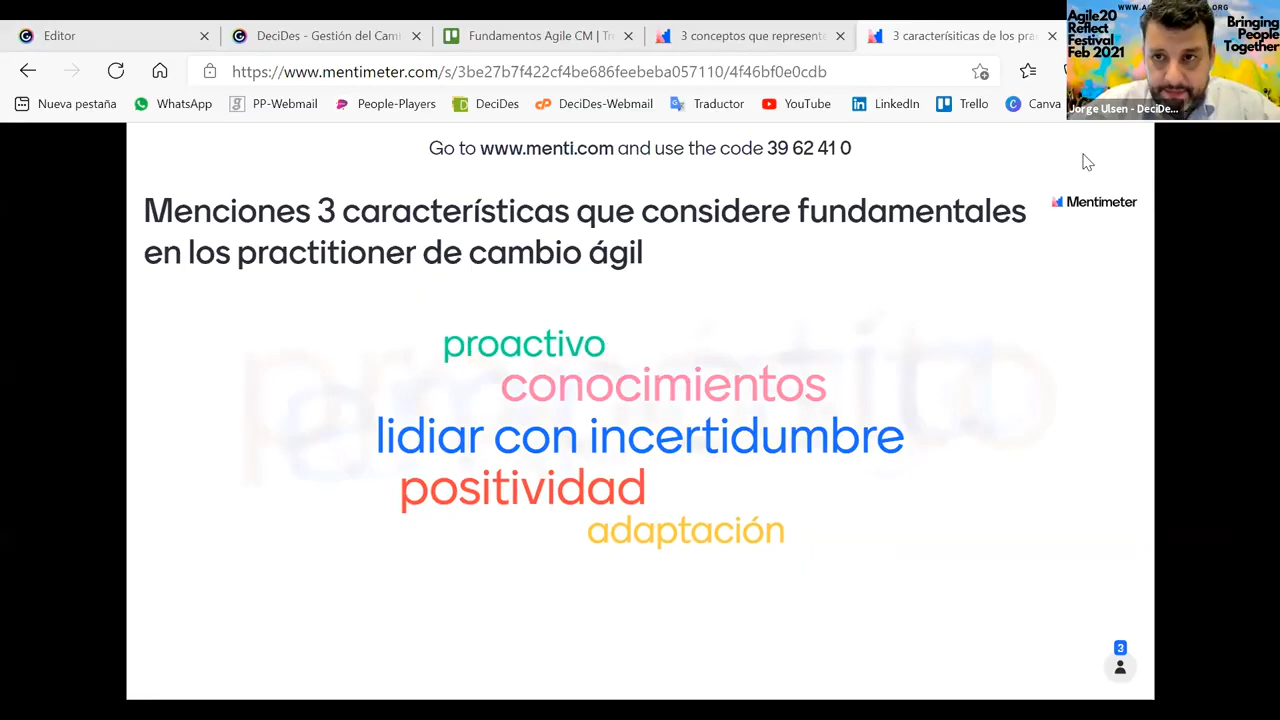 Editor
DeciDes - Gestión del Cam
Fundamentos Agile CM | Tr
3 conceptos que represente
3 caraterísiticas de los pra
https://www.mentimeter.com/s/3be27b7f422cf4be686feebeba057110/4f46bf0e0cdb
Nueva pestaña
WhatsApp
PP-Webmail
People-Players
DeciDes
DeciDes-Webmail
Traductor
YouTube
LinkedIn
Trello
Canva
Agile20
Reflect
Festival
Feb 2021
Bringing
People
Together
Jorge Ulsen - DeciDe...
Go to www.menti.com and use the code 39 62 41 0
Menciones 3 características que considere fundamentales
en los practitioner de cambio ágil
Mentimeter
proactivo
conocimientos
lidiar con incertidumbre
positividad
adaptación
3